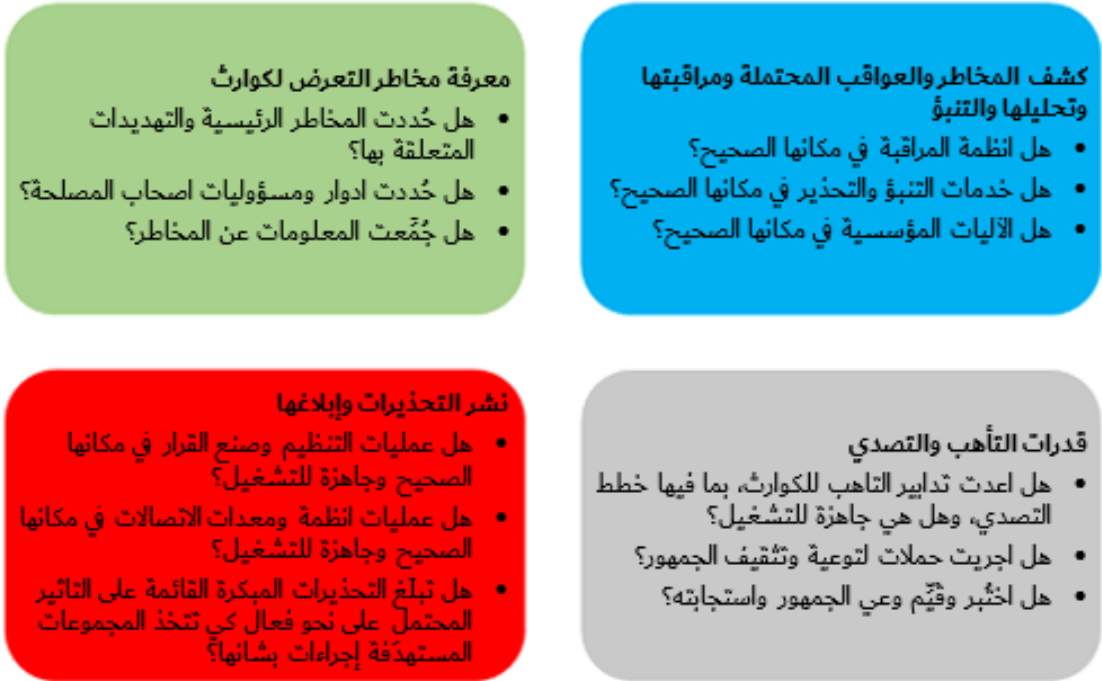 كشف المخاطر والعواقب المحتملة ومراقبتها
وتحليلها والتنبؤ
• هل انظمة المراقبة في مكانها الصحيح؟
• هل خدمات التنبؤ والتحذير في مكانها الصحيح؟
• هل الآليات المؤسسية في مكانها الصحيح؟
معرفة مخاطر التعرض لكوارث
• هل حُددت المخاطر الرئيسية والتهديدات
المتعلقة بها؟
• هل حُددت ادوار ومسؤوليات اصحاب المصلحة؟
• هل جُمِّعت المعلومات عن المخاطر؟
قدرات التأهب والتصدي
• هل اعدت تدابير التاهب للكوارث، بما فيها خطط
التصدي، وهل هي جاهزة للتشغيل؟
• هل اجريت حملات لتوعية وتثقيف الجمهور؟
• هل اختُبر وقُيِّم وعي الجمهور واستجابته؟
نشر التحذيرات وإبلاغها
• هل عمليات التنظيم وصنع القرار في مكانها
الصحيح وجاهزة للتشغيل؟
• هل عمليات انظمة ومعدات الاتصالات في مكانها
الصحيح وجاهزة للتشغيل؟
• هل تبلّغ التحذيرات المبكرة القائمة على التاثير
المحتمل على نحو فعال كي تتخذ المجموعات
المستهدَفة إجراءات بشانها؟